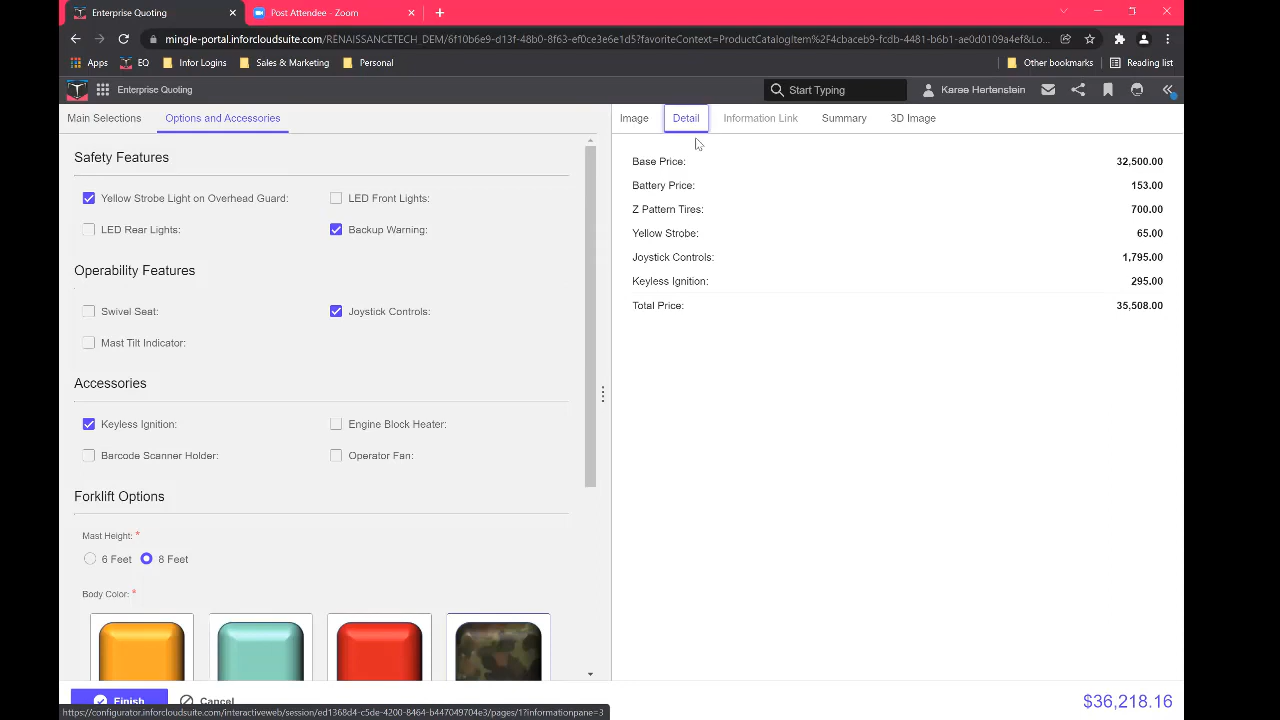 Enterprise Quoting
Post Attendee - Zoom
mingle-portal.inforcloudsuite.com/RENAISSANCETECH_DEM/6f10b6e9-d13f-48b0-8f63-ef0ce3e6e1d5?favoriteContext=ProductCatalogItem%2F4cbaceb9-fcdb-4481-b6b1-ae0d0109a4ef&Lo...
Apps EQ Infor Logins Sales & Marketing Personal Other bookmarks Reading list
Enterprise Quoting Start Typing Karee Hertenstein
Main Selections Options and Accessories Image Detail Information Link Summary 3D Image
Safety Features
Yellow Strobe Light on Overhead Guard: LED Front Lights:
LED Rear Lights: Backup Warning:
Operability Features
Swivel Seat: Joystick Controls:
Mast Tilt Indicator:
Accessories
Keyless Ignition: Engine Block Heater:
Barcode Scanner Holder: Operator Fan:
Forklift Options
Mast Height: *
6 Feet 8 Feet
Body Color: *
Base Price: 32,500.00
Battery Price: 153.00
Z Pattern Tires: 700.00
Yellow Strobe: 65.00
Joystick Controls: 1,795.00
Keyless Ignition: 295.00
Total Price: 35,508.00
Finish Cancel $36,218.16
https://configurator.inforcloudsuite.com/interactiveweb/session/ed1368d4-c5de-4200-8464-b447049704e3/pages/1?informationpane=3